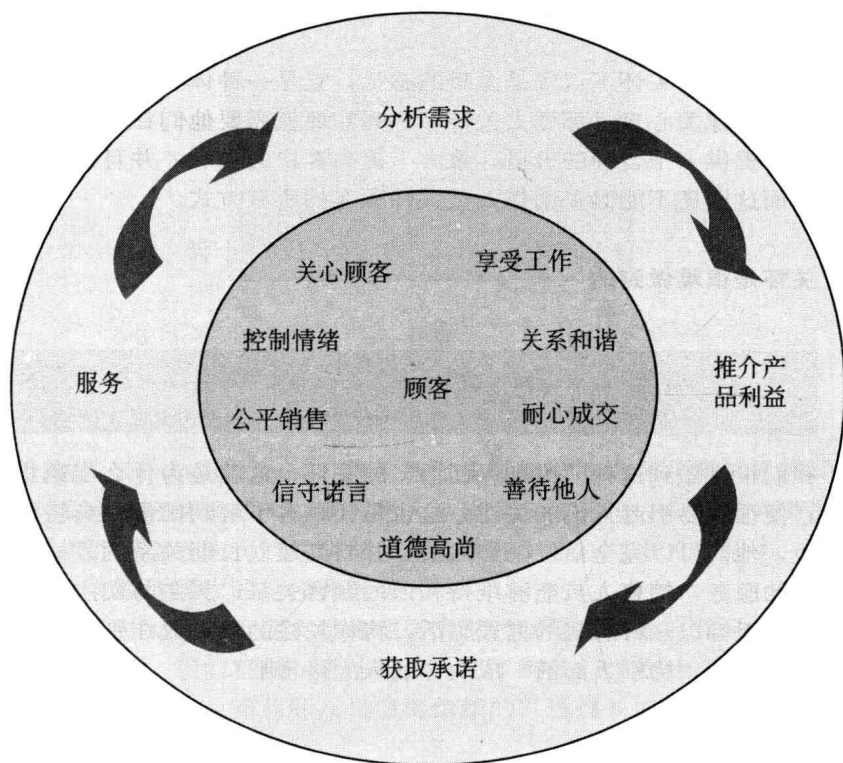 分析需求
关心顾客
享受工作
控制情绪
关系和谐
服务
顾客
推介产
品利益
公平销售
耐心成交
信守诺言
善待他人
道德高尚
获取承诺